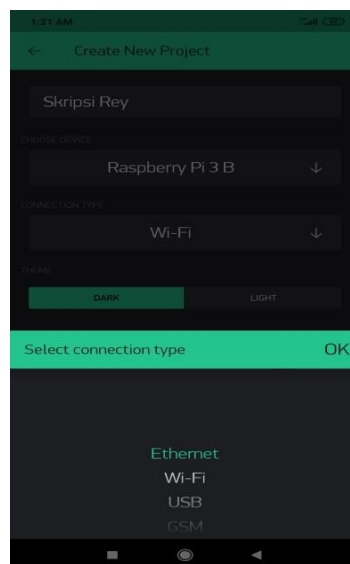 1:21 AM
Create New Project
Skripsi Rey
CHOOSE DEVICE
Raspberry Pi 3 B
CONNECTION TYPE
Wi-Fi
THEME
DARK LIGHT
Select connection type OK
Ethernet
Wi-Fi
USB
GSM